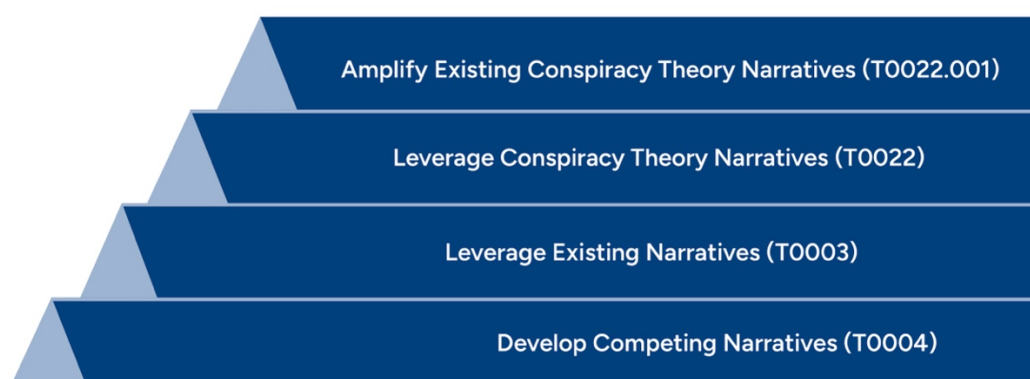 Amplify Existing Conspiracy Theory Narratives (T0022.001)
Leverage Conspiracy Theory Narratives (T0022)
Leverage Existing Narratives (T0003)
Develop Competing Narratives (T0004)